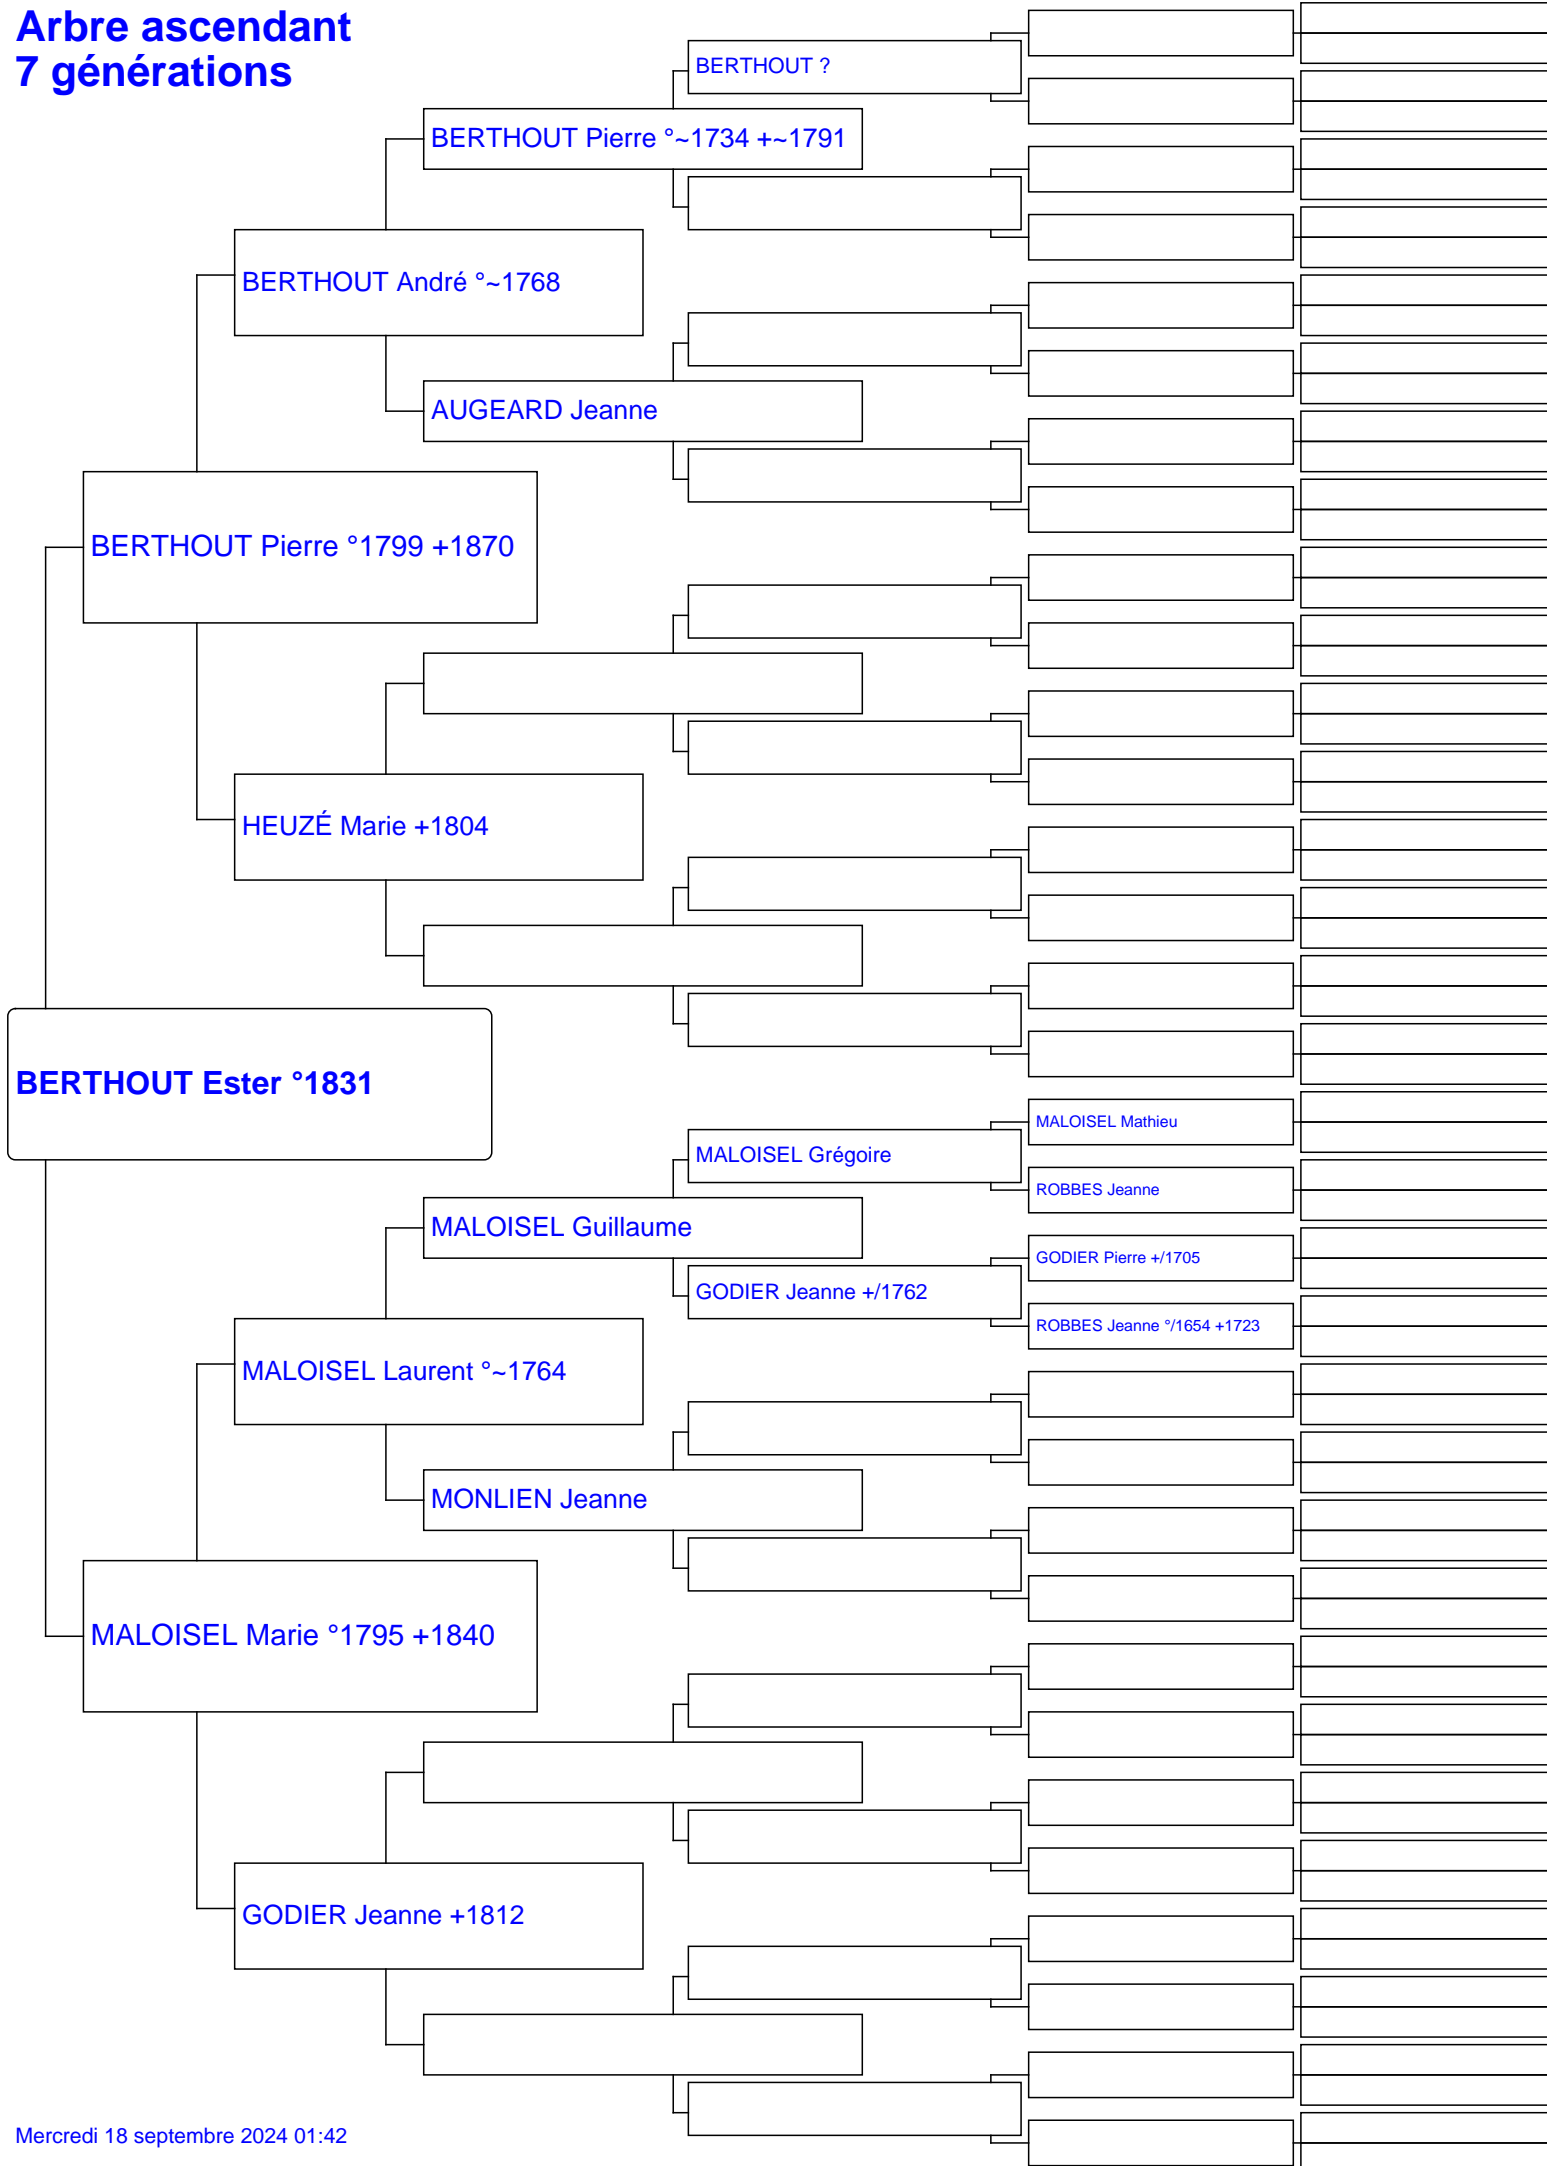 Arbre ascendant
7 générations
BERTHOUT ?
BERTHOUT Pierre °~1734 +~1791
BERTHOUT André °~1768
AUGEARD Jeanne
BERTHOUT Pierre °1799 +1870
HEUZÉ Marie +1804
BERTHOUT Ester °1831
MALOISEL Mathieu
MALOISEL Grégoire
ROBBES Jeanne
MALOISEL Guillaume
GODIER Pierre +/1705
GODIER Jeanne +/1762
ROBBES Jeanne °/1654 +1723
MALOISEL Laurent °~1764
MONLIEN Jeanne
MALOISEL Marie °1795 +1840
GODIER Jeanne +1812
Mercredi 18 septembre 2024 01:42